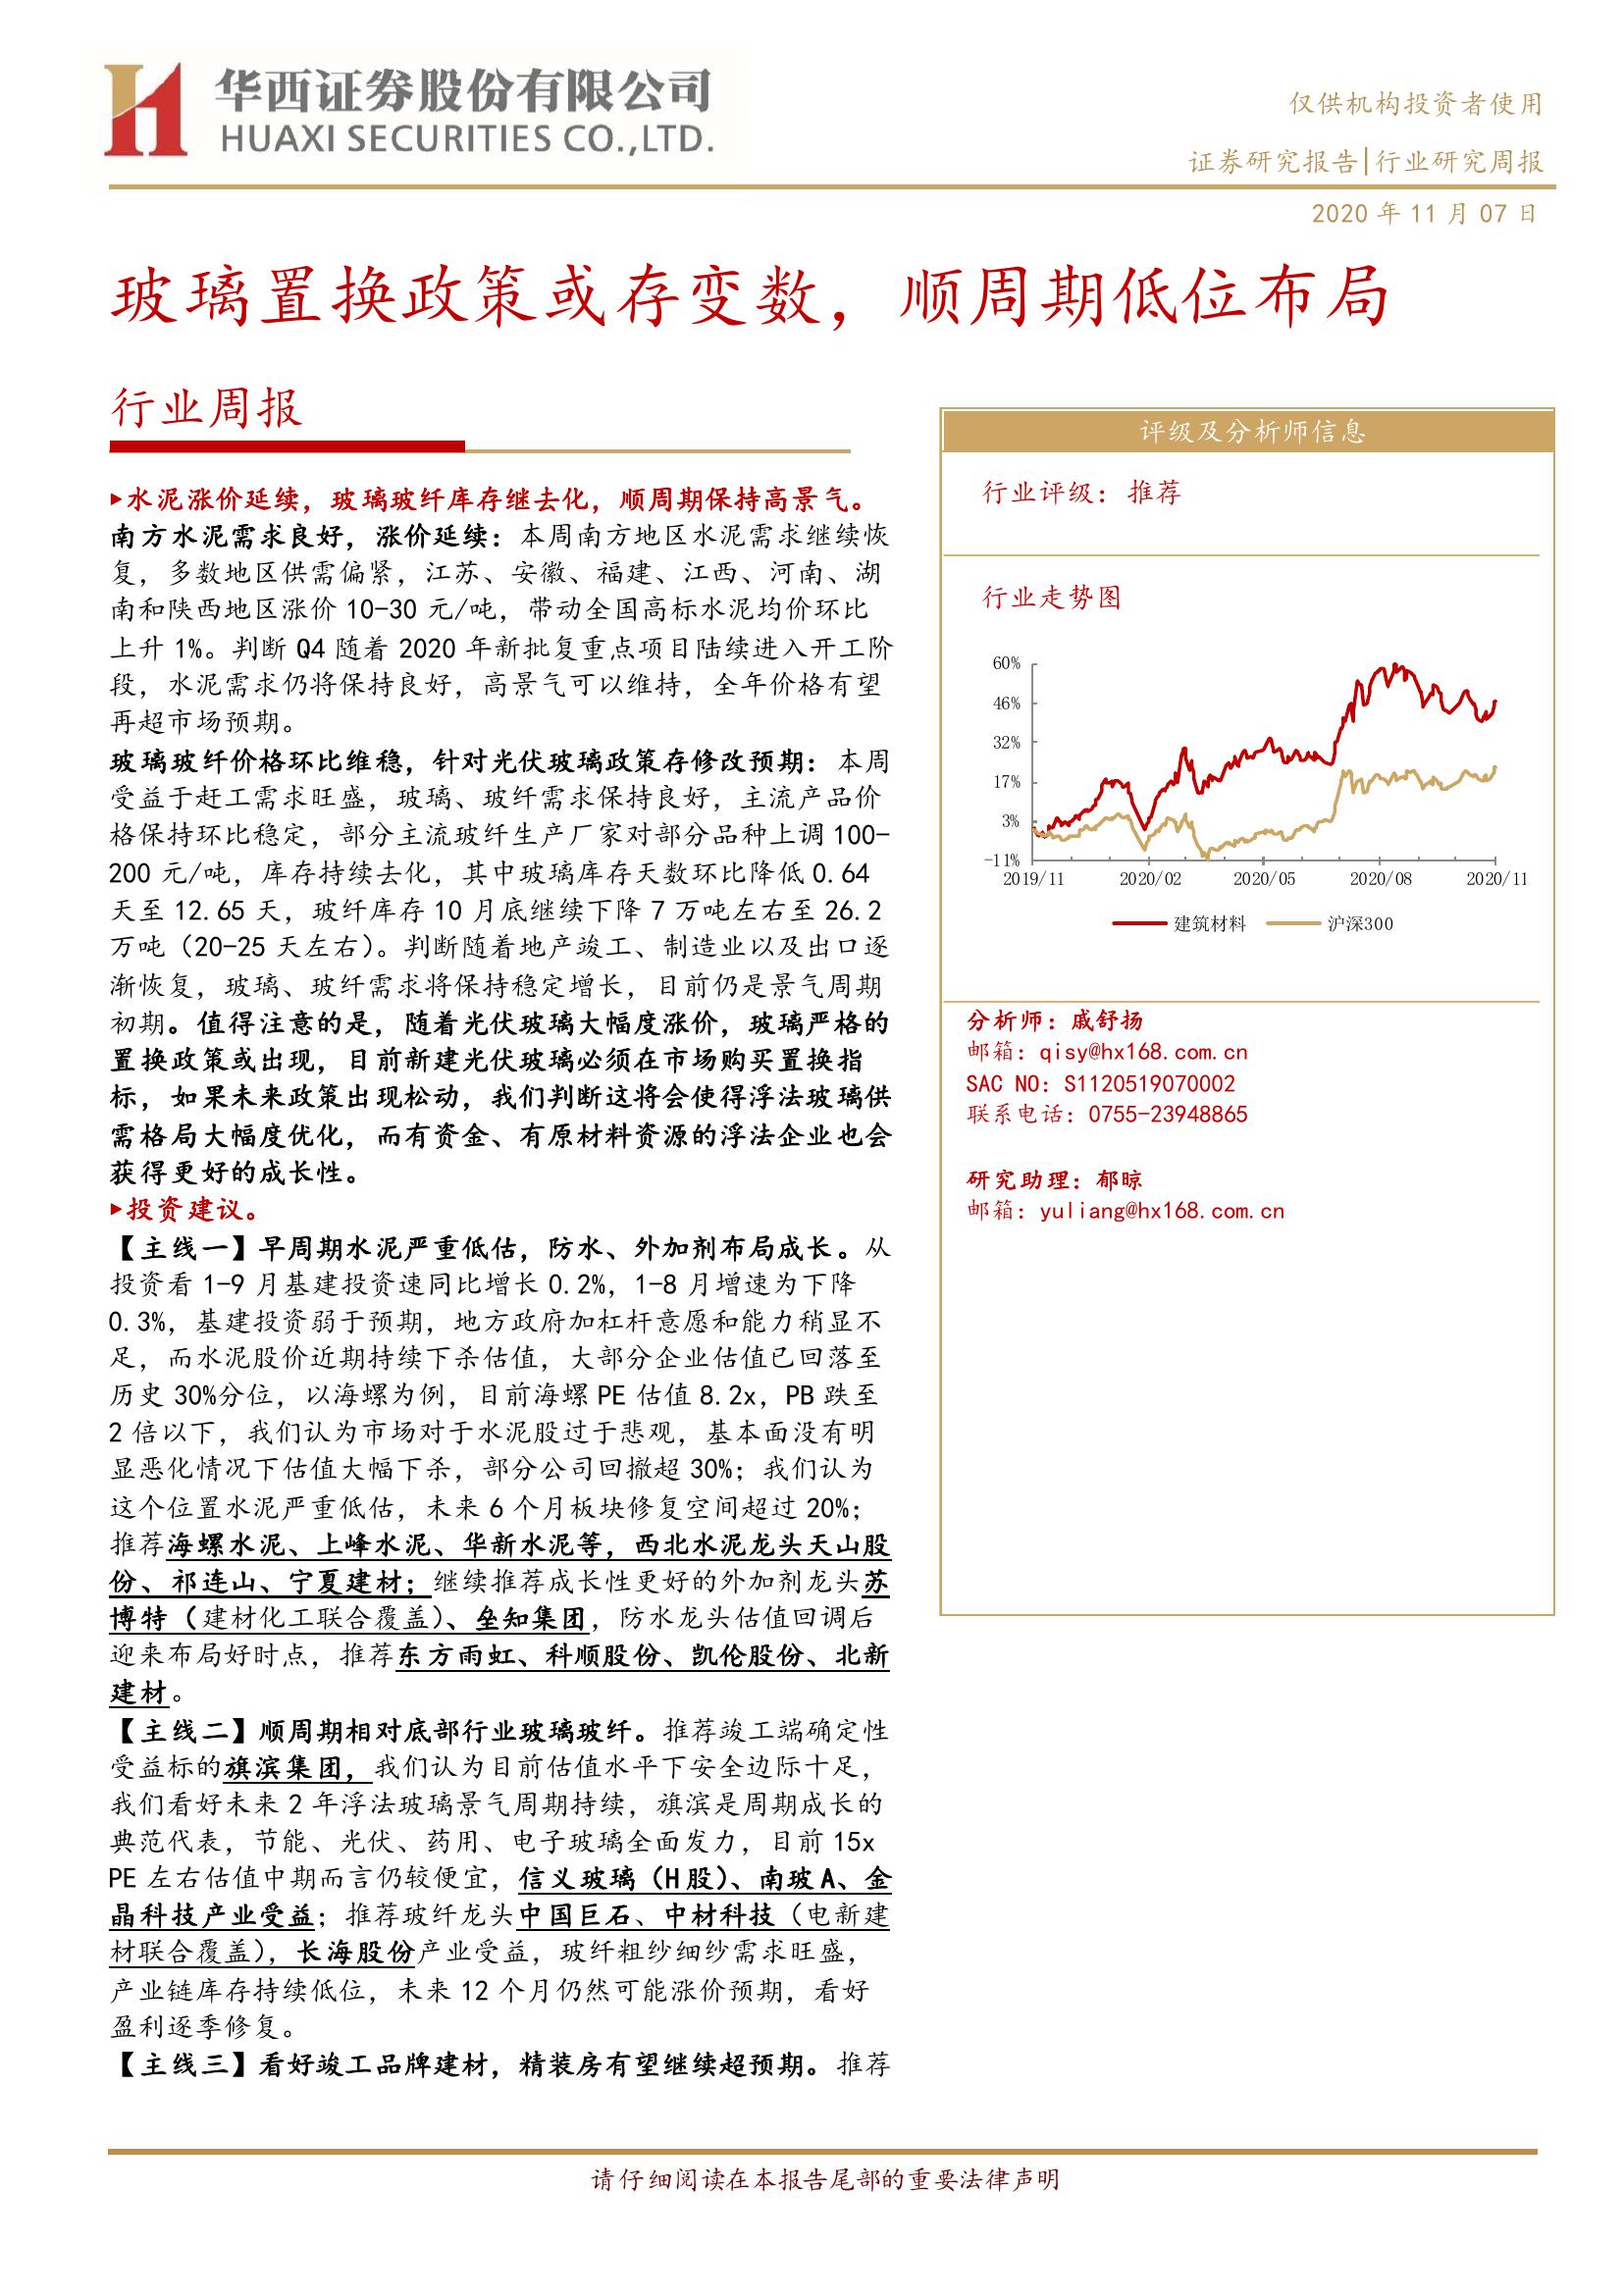 华西证券股份有限公司
HUAXI SECURITIES CO.,LTD.
仅供机构投资者使用
证券研究报告|行业研究周报
2020 年 11 月 07 日
玻璃置换政策或存变数，顺周期低位布局
行业周报
▸水泥涨价延续，玻璃玻纤库存继去化，顺周期保持高景气。
南方水泥需求良好，涨价延续：本周南方地区水泥需求继续恢
复，多数地区供需偏紧，江苏、安徽、福建、江西、河南、湖
南和陕西地区涨价 10-30 元/吨，带动全国高标水泥均价环比
上升 1%。判断 Q4 随着 2020 年新批复重点项目陆续进入开工阶
段，水泥需求仍将保持良好，高景气可以维持，全年价格有望
再超市场预期。
玻璃玻纤价格环比维稳，针对光伏玻璃政策存修改预期：本周
受益于赶工需求旺盛，玻璃、玻纤需求保持良好，主流产品价
格保持环比稳定，部分主流玻纤生产厂家对部分品种上调 100-
200 元/吨，库存持续去化，其中玻璃库存天数环比降低 0.64
天至 12.65 天，玻纤库存 10 月底继续下降 7 万吨左右至 26.2
万吨（20-25 天左右）。判断随着地产竣工、制造业以及出口逐
渐恢复，玻璃、玻纤需求将保持稳定增长，目前仍是景气周期
初期。值得注意的是，随着光伏玻璃大幅度涨价，玻璃严格的
置换政策或出现，目前新建光伏玻璃必须在市场购买置换指
标，如果未来政策出现松动，我们判断这将会使得浮法玻璃供
需格局大幅度优化，而有资金、有原材料资源的浮法企业也会
获得更好的成长性。
▸投资建议。
【主线一】早周期水泥严重低估，防水、外加剂布局成长。从
投资看 1-9 月基建投资速同比增长 0.2%，1-8 月增速为下降
0.3%，基建投资弱于预期，地方政府加杠杆意愿和能力稍显不
足，而水泥股价近期持续下杀估值，大部分企业估值已回落至
历史 30%分位，以海螺为例，目前海螺 PE 估值 8.2x，PB 跌至
2 倍以下，我们认为市场对于水泥股过于悲观，基本面没有明
显恶化情况下估值大幅下杀，部分公司回撤超 30%；我们认为
这个位置水泥严重低估，未来 6 个月板块修复空间超过 20%；
推荐海螺水泥、上峰水泥、华新水泥等，西北水泥龙头天山股
份、祁连山、宁夏建材；继续推荐成长性更好的外加剂龙头苏
博特（建材化工联合覆盖）、垒知集团，防水龙头估值回调后
迎来布局好时点，推荐东方雨虹、科顺股份、凯伦股份、北新
建材。
【主线二】顺周期相对底部行业玻璃玻纤。推荐竣工端确定性
受益标的旗滨集团，我们认为目前估值水平下安全边际十足，
我们看好未来 2 年浮法玻璃景气周期持续，旗滨是周期成长的
典范代表，节能、光伏、药用、电子玻璃全面发力，目前 15x
PE 左右估值中期而言仍较便宜，信义玻璃（H 股）、南玻 A、金
晶科技产业受益；推荐玻纤龙头中国巨石、中材科技（电新建
材联合覆盖），长海股份产业受益，玻纤粗纱细纱需求旺盛，
产业链库存持续低位，未来 12 个月仍然可能涨价预期，看好
盈利逐季修复。
【主线三】看好竣工品牌建材，精装房有望继续超预期。推荐
评级及分析师信息
行业评级：推荐
行业走势图
60%
46%
32%
17%
3%
-11%
2019/11 2020/02 2020/05 2020/08 2020/11
建筑材料 沪深300
分析师：戚舒扬
邮箱：qisy@hx168.com.cn
SAC NO：S1120519070002
联系电话：0755-23948865
研究助理：郁晾
邮箱：yuliang@hx168.com.cn
请仔细阅读在本报告尾部的重要法律声明